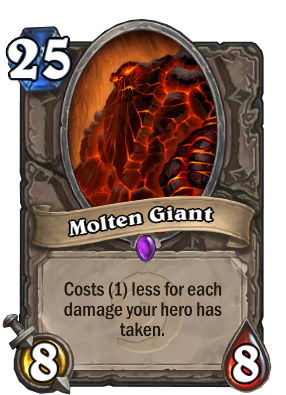 25
Molten Giant
Costs (1) less for each
damage your hero has
taken.
8
8